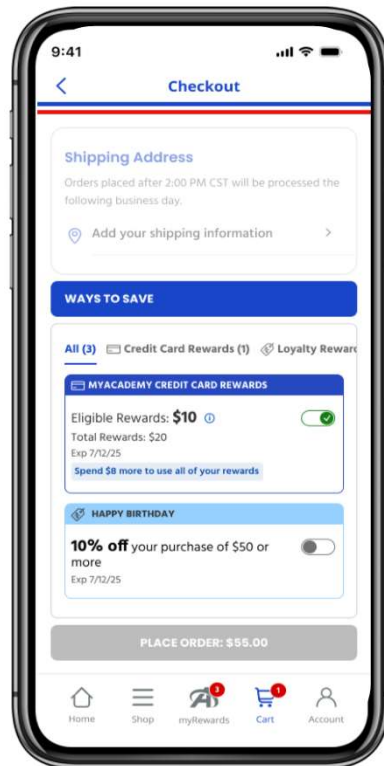 9:41
Checkout
Shipping Address
Orders placed after 2:00 PM CST will be processed the
following business day.
Add your shipping information
WAYS TO SAVE
All (3) Credit Card Rewards (1) Loyalty Rewar
MYACADEMY CREDIT CARD REWARDS
Eligible Rewards: $10
Total Rewards: $20
Exp 7/12/25
Spend $8 more to use all of your rewards
HAPPY BIRTHDAY
10% off your purchase of $50 or
more
Exp 7/12/25
PLACE ORDER: $55.00
3 1
Home Shop myRewards Cart Account